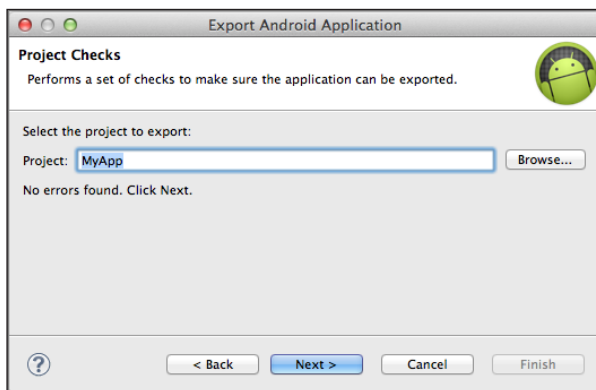 Export Android Application
Project Checks
Performs a set of checks to make sure the application can be exported.
Select the project to export:
Project: MyApp Browse...
No errors found. Click Next.
? < Back Next > Cancel Finish